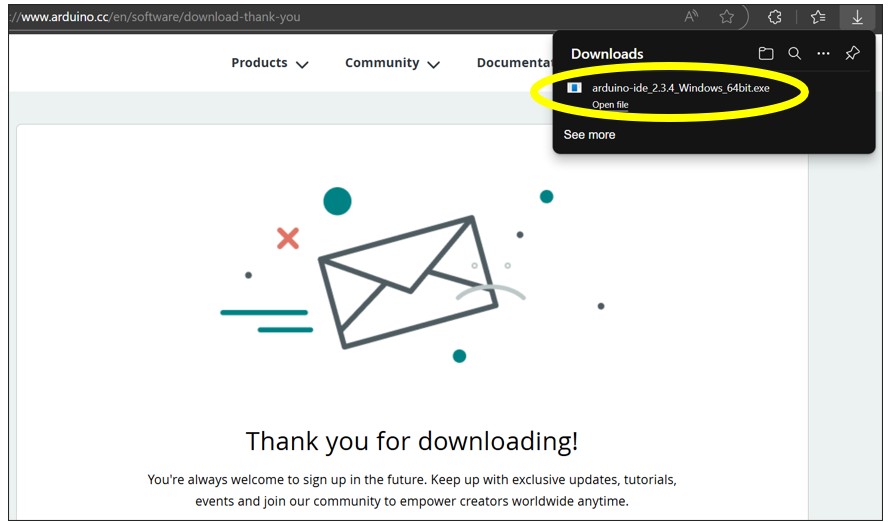 ://www.arduino.cc/en/software/download-thank-you
Products Community Documentat
Downloads
arduino-ide_2.3.4_Windows_64bit.exe
Open file
See more
Thank you for downloading!
You're always welcome to sign up in the future. Keep up with exclusive updates, tutorials,
events and join our community to empower creators worldwide anytime.